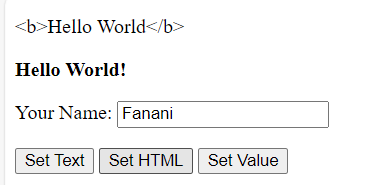 <b>Hello World</b>
Hello World!
Your Name: Fanani
Set Text Set HTML Set Value